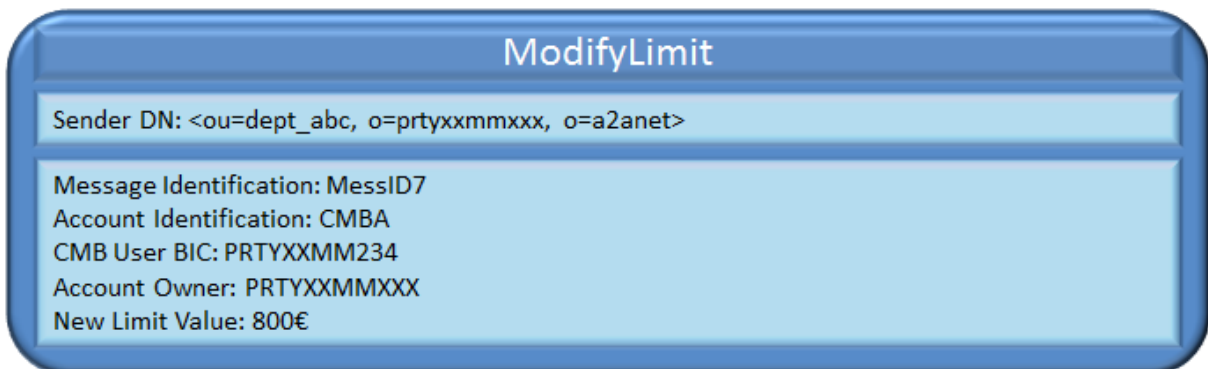 ModifyLimit
Sender DN: <ou=dept_abc, o=prtyxxmmxxx, o=a2anet>
Message Identification: MessID7
Account Identification: CMBA
CMB User BIC: PRTYXXMM234
Account Owner: PRTYXXMMXXX
New Limit Value: 800€